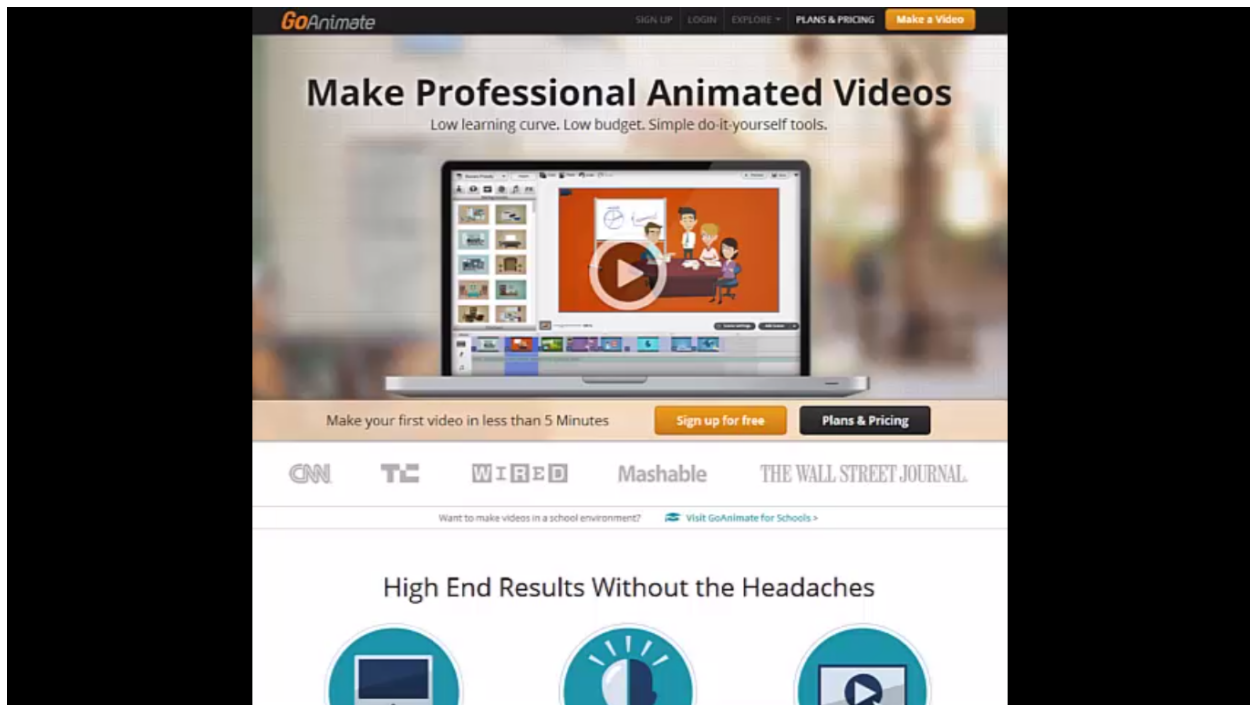 GoAnimate
SIGN UP LOGIN EXPLORE PLANS & PRICING Make a Video
Make Professional Animated Videos
Low learning curve. Low budget. Simple do-it-yourself tools.
Make your first video in less than 5 Minutes Sign up for free Plans & Pricing
CNN TC WIRED Mashable THE WALL STREET JOURNAL.
Want to make videos in a school environment? Visit GoAnimate for Schools >
High End Results Without the Headaches